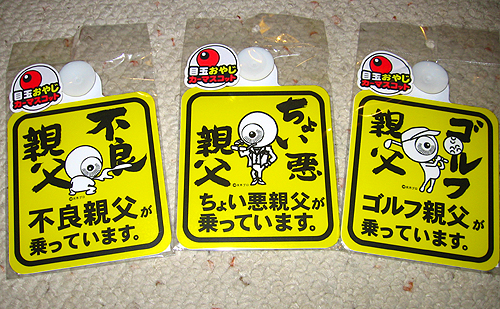 目玉おやじ
カーマスコット
不良
親父
不良親父が
乗っています。
目玉おやじ
カーマスコット
ちょい悪
親父
ちょい悪親父が
乗っています。
目玉おやじ
カーマスコット
ゴルフ
親父
ゴルフ親父が
乗っています。